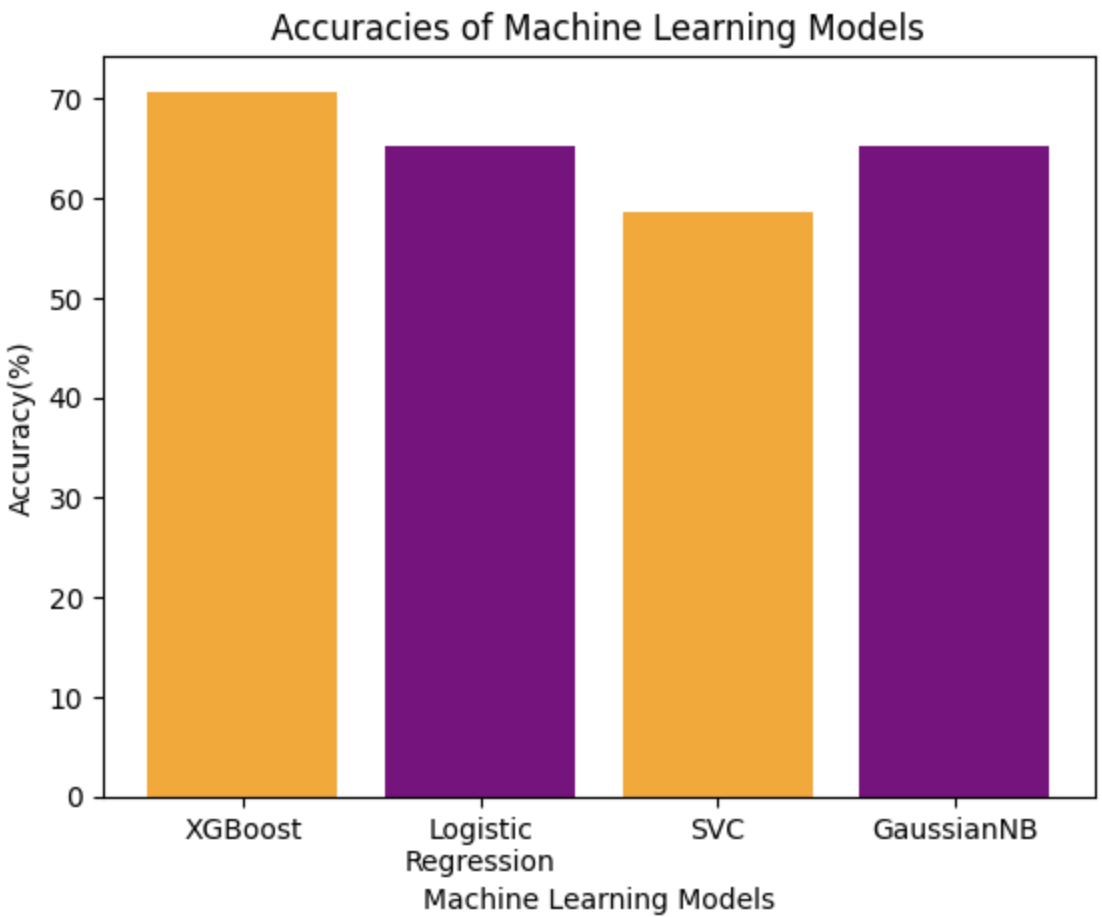 Accuracies of Machine Learning Models
Accuracy(%)
70
60
50
40
30
20
10
0
XGBoost
Logistic
Regression
SVC
GaussianNB
Machine Learning Models